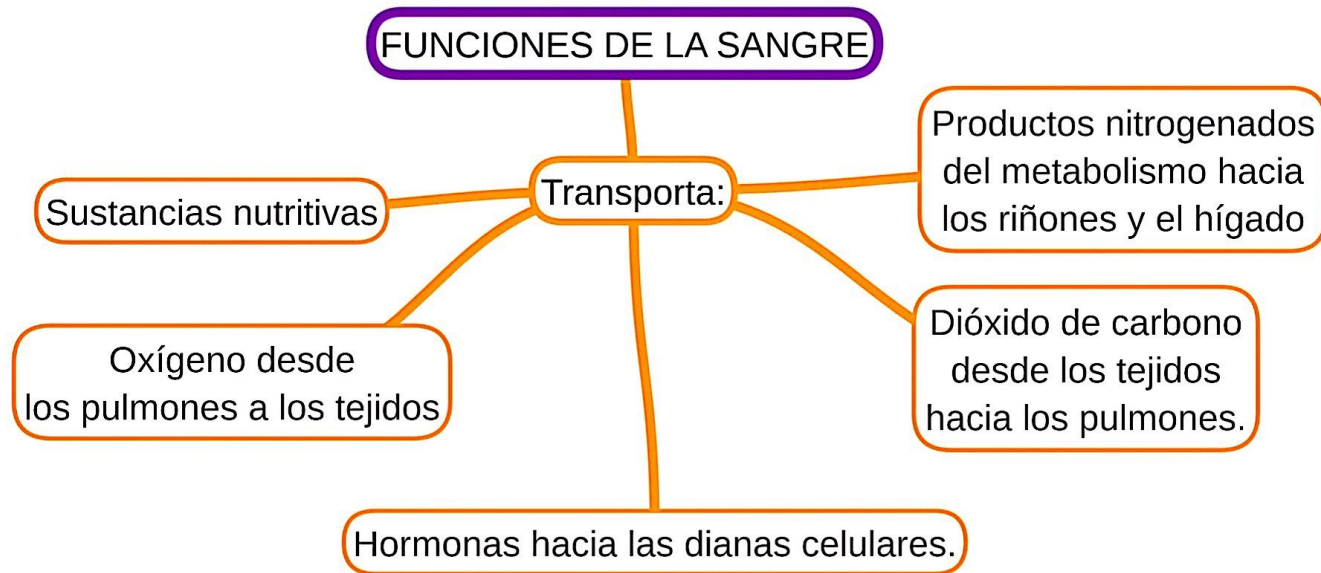 FUNCIONES DE LA SANGRE
Transporta:
Sustancias nutritivas
Oxígeno desde
los pulmones a los tejidos
Hormonas hacia las dianas celulares.
Productos nitrogenados
del metabolismo hacia
los riñones y el hígado
Dióxido de carbono
desde los tejidos
hacia los pulmones.